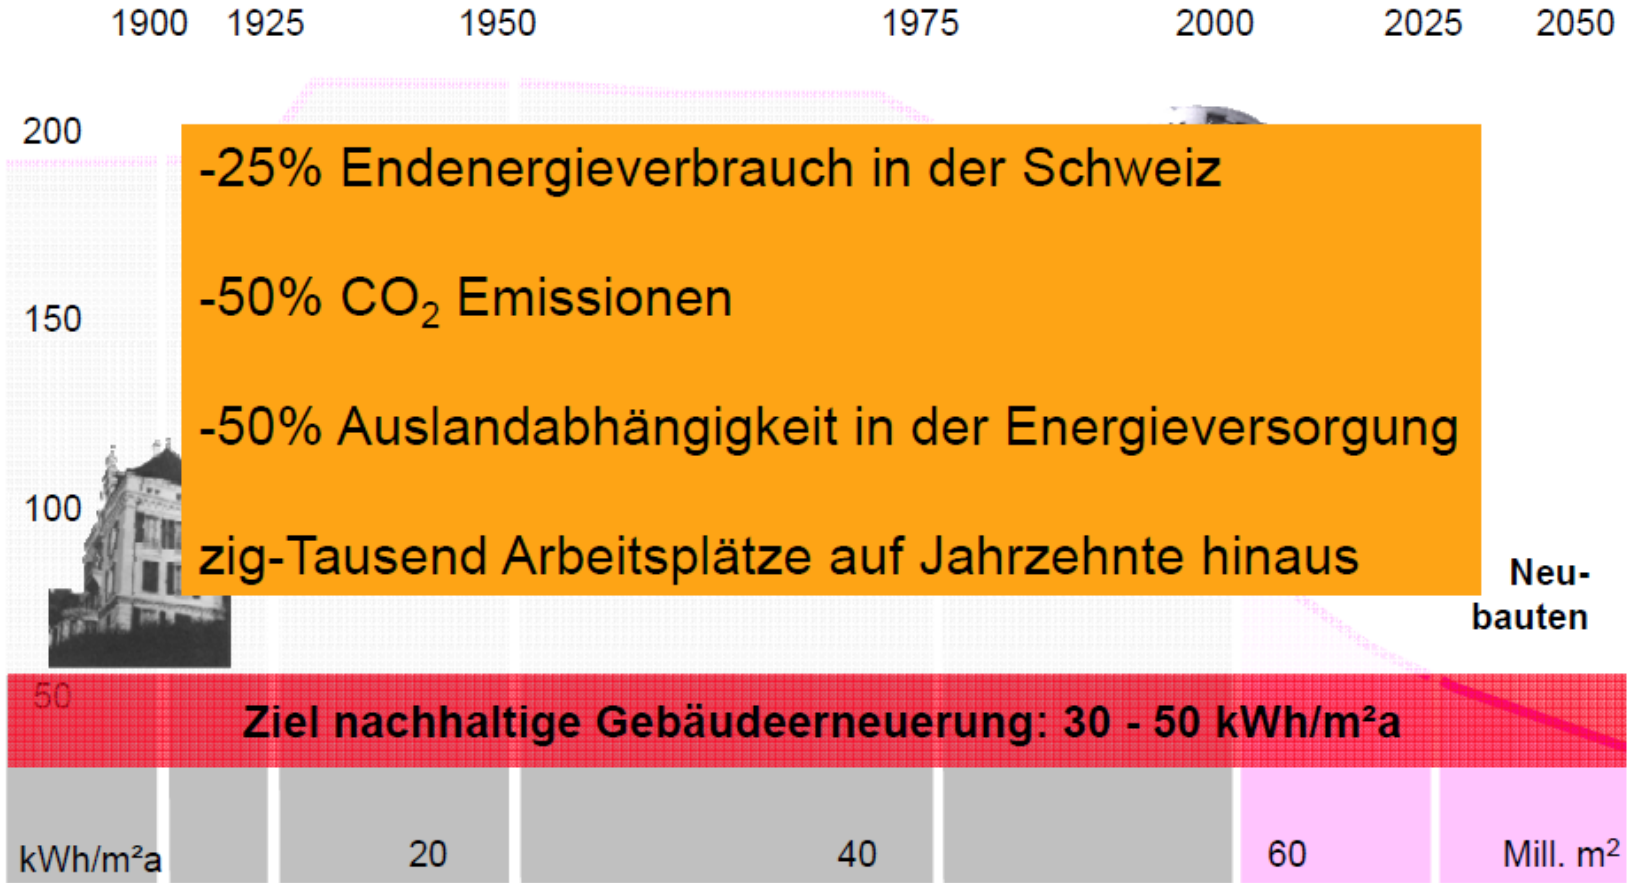 1900 1925 1950 1975 2000 2025 2050
200
-25% Endenergieverbrauch in der Schweiz
-50% CO₂ Emissionen
150
-50% Auslandabhängigkeit in der Energieversorgung
100
zig-Tausend Arbeitsplätze auf Jahrzehnte hinaus
Neu-
bauten
50
Ziel nachhaltige Gebäudeerneuerung: 30 - 50 kWh/m²a
kWh/m²a 20 40 60 Mill. m²